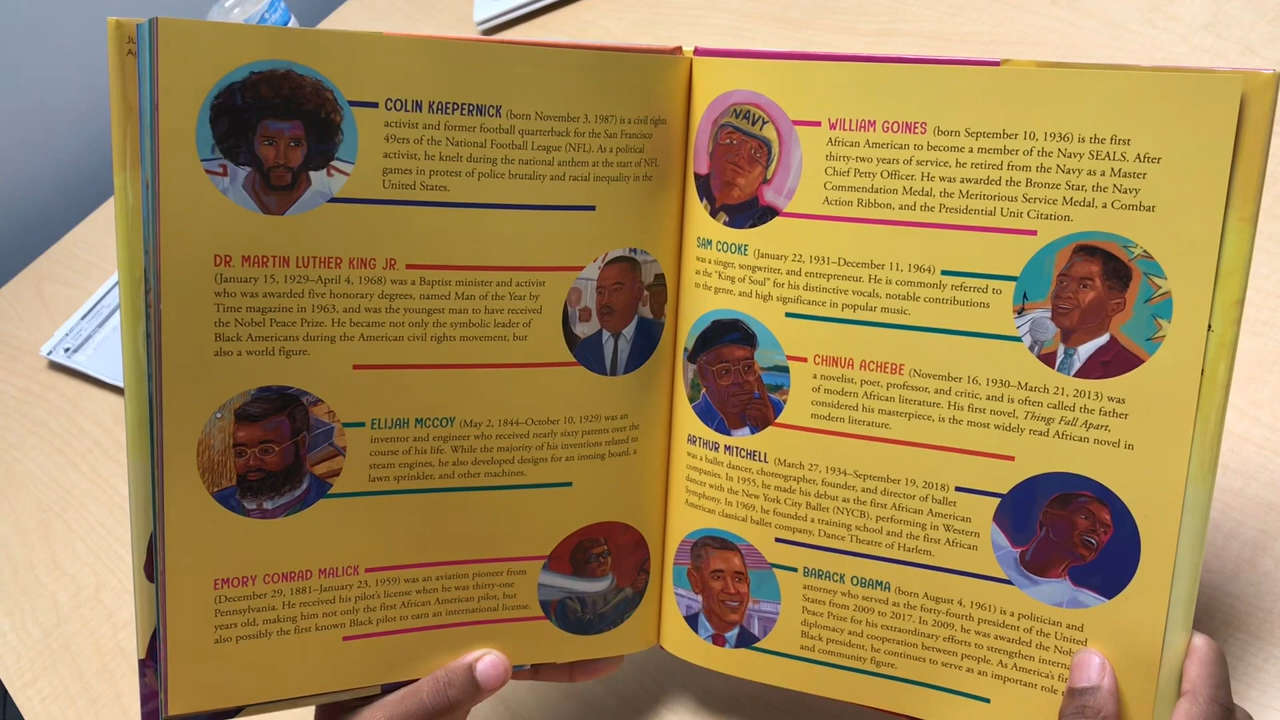 COLIN KAEPERNICK (born November 3, 1987) is a civil rights
activist and former football quarterback for the San Francisco
49ers of the National Football League (NFL). As a political
activist, he knelt during the national anthem at the start of NFL
games in protest of police brutality and racial inequality in the
United States.
DR. MARTIN LUTHER KING JR.
(January 15, 1929–April 4, 1968) was a Baptist minister and activist
who was awarded five honorary degrees, named Man of the Year by
Time magazine in 1963, and was the youngest man to have received
the Nobel Peace Prize. He became not only the symbolic leader of
Black Americans during the American civil rights movement, but
also a world figure.
ELIJAH MCCOY (May 2, 1844–October 10, 1929) was an
inventor and engineer who received nearly sixty patents over the
course of his life. While the majority of his inventions related to
steam engines, he also developed designs for an ironing board, a
lawn sprinkler, and other machines.
EMORY CONRAD MALICK
(December 29, 1881–January 23, 1959) was an aviation pioneer from
Pennsylvania. He received his pilot's license when he was thirty-one
years old, making him not only the first African American pilot, but
also possibly the first known Black pilot to earn an international license.
NAVY
WILLIAM GOINES (born September 10, 1936) is the first
African American to become a member of the Navy SEALS. After
thirty-two years of service, he retired from the Navy as a Master
Chief Petty Officer. He was awarded the Bronze Star, the Navy
Commendation Medal, the Meritorious Service Medal, a Combat
Action Ribbon, and the Presidential Unit Citation.
SAM COOKE (January 22, 1931–December 11, 1964)
was a singer, songwriter, and entrepreneur. He is commonly referred to
as the "King of Soul" for his distinctive vocals, notable contributions
to the genre, and high significance in popular music.
CHINUA ACHEBE (November 16, 1930–March 21, 2013) was
a novelist, poet, professor, and critic, and is often called the father
of modern African literature. His first novel, Things Fall Apart,
considered his masterpiece, is the most widely read African novel in
modern literature.
ARTHUR MITCHELL (March 27, 1934–September 19, 2018)
was a ballet dancer, choreographer, founder, and director of ballet
companies. In 1955, he made his debut as the first African American
dancer with the New York City Ballet (NYCB), performing in Western
Symphony. In 1969, he founded a training school and the first African
American classical ballet company, Dance Theatre of Harlem.
BARACK OBAMA (born August 4, 1961) is a politician and
attorney who served as the forty-fourth president of the United
States from 2009 to 2017. In 2009, he was awarded the Nob
Peace Prize for his extraordinary efforts to strengthen interna
diplomacy and cooperation between people. As America's fir
Black president, he continues to serve as an important role
and community figure.